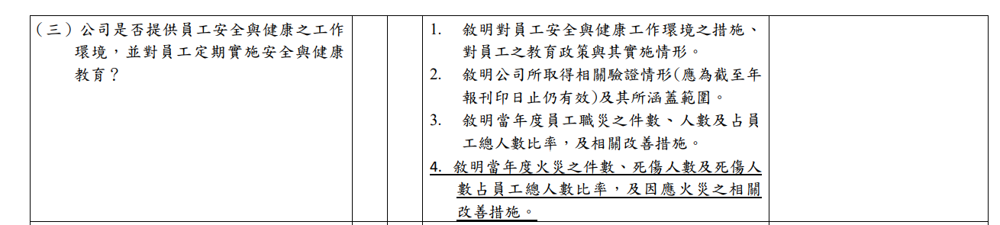 （三）公司是否提供員工安全與健康之工作
環境，並對員工定期實施安全與健康
教育？
1. 敘明對員工安全與健康工作環境之措施、
對員工之教育政策與其實施情形。
2. 敘明公司所取得相關驗證情形(應為截至年
報刊印日止仍有效)及其所涵蓋範圍。
3. 敘明當年度員工職災之件數、人數及占員
工總人數比率，及相關改善措施。
4. 敘明當年度火災之件數、死傷人數及死傷人
數占員工總人數比率，及因應火災之相關
改善措施。